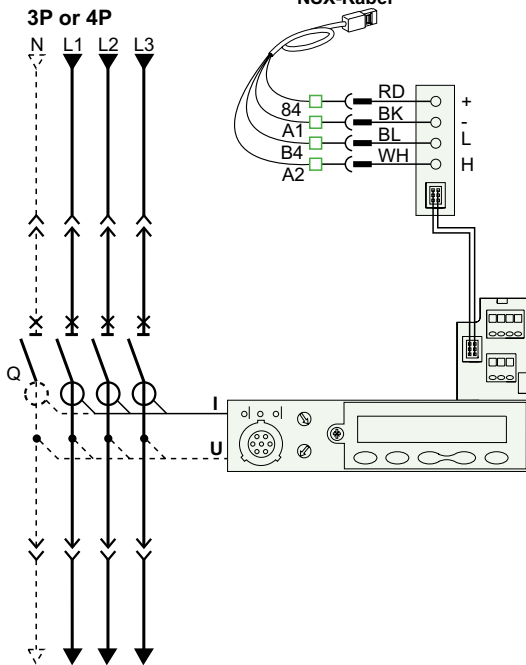 NSX-Kabel
3P or 4P
N L1 L2 L3
84 RD +
A1 BK -
B4 BL L
A2 WH H
Q
I
U